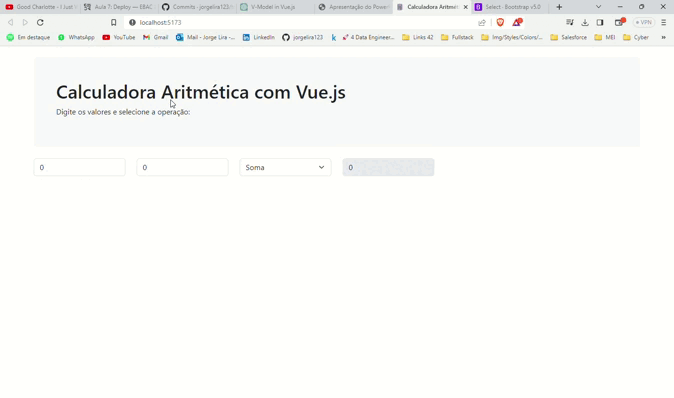 Good Charlotte - I Just
Aula 7: Deploy — EBAC
Commits · jorgelira123/
V-Model in Vue.js
Apresentação do Power
Calculadora Aritmét
Select · Bootstrap v5.0
localhost:5173
VPN
Em destaque
WhatsApp
YouTube
Gmail
Mail - Jorge Lira -...
LinkedIn
jorgelira123
4 Data Engineer...
Links 42
Fullstack
Img/Styles/Colors/...
Salesforce
MEI
Cyber
»
Calculadora Aritmética com Vue.js
Digite os valores e selecione a operação:
0
0
Soma
0